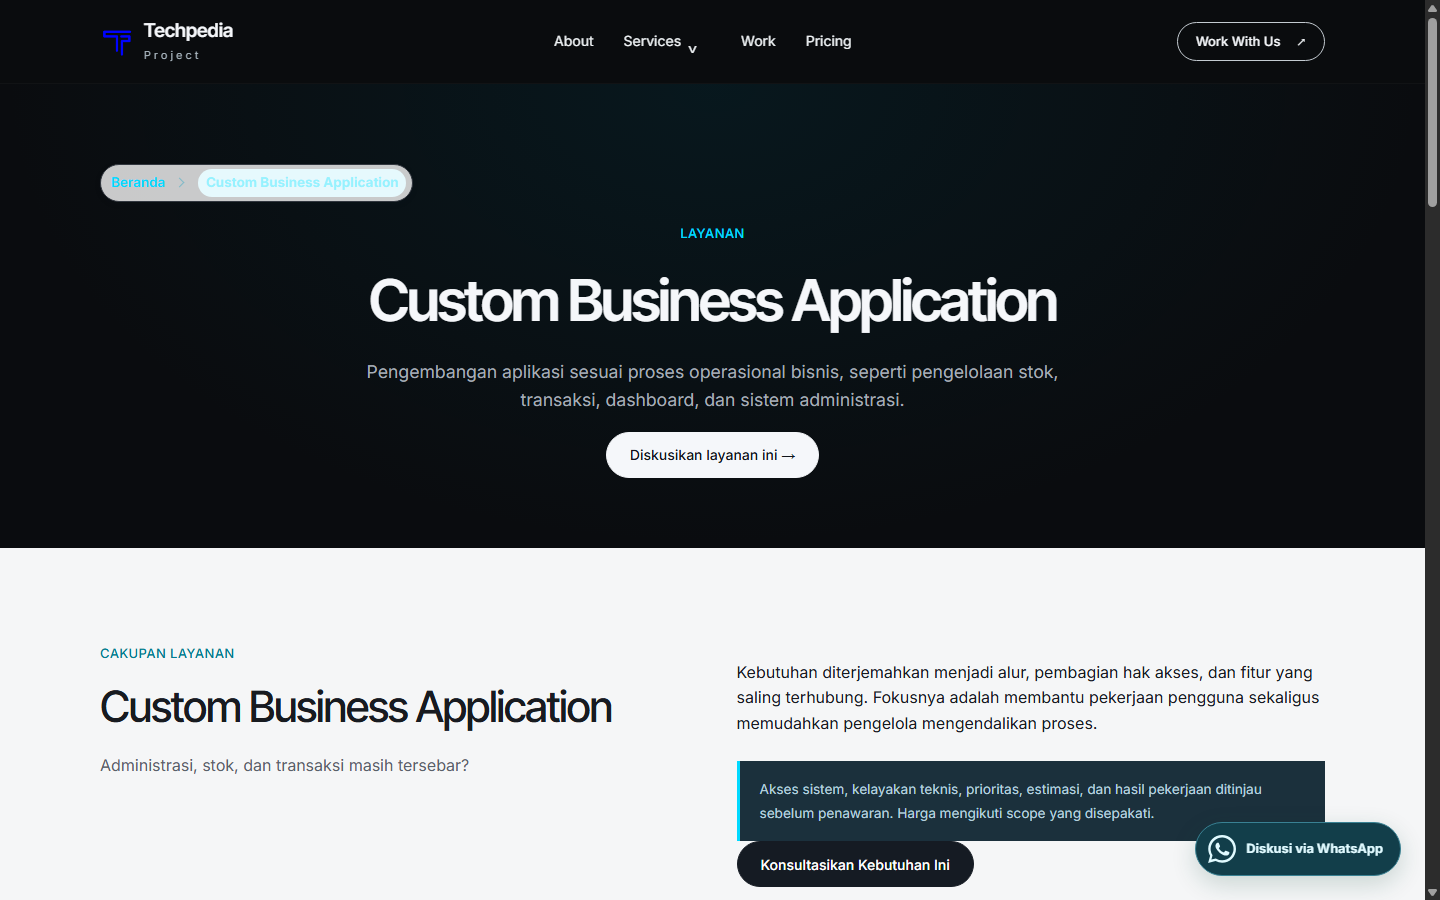 Techpedia
Project
About
Services
Work
Pricing
Work With Us ↗
Beranda > Custom Business Application
LAYANAN
Custom Business Application
Pengembangan aplikasi sesuai proses operasional bisnis, seperti pengelolaan stok,
transaksi, dashboard, dan sistem administrasi.
Diskusikan layanan ini →
CAKUPAN LAYANAN
Custom Business Application
Administrasi, stok, dan transaksi masih tersebar?
Kebutuhan diterjemahkan menjadi alur, pembagian hak akses, dan fitur yang
saling terhubung. Fokusnya adalah membantu pekerjaan pengguna sekaligus
memudahkan pengelola mengendalikan proses.
Akses sistem, kelayakan teknis, prioritas, estimasi, dan hasil pekerjaan ditinjau
sebelum penawaran. Harga mengikuti scope yang disepakati.
Konsultasikan Kebutuhan Ini
Diskusi via WhatsApp